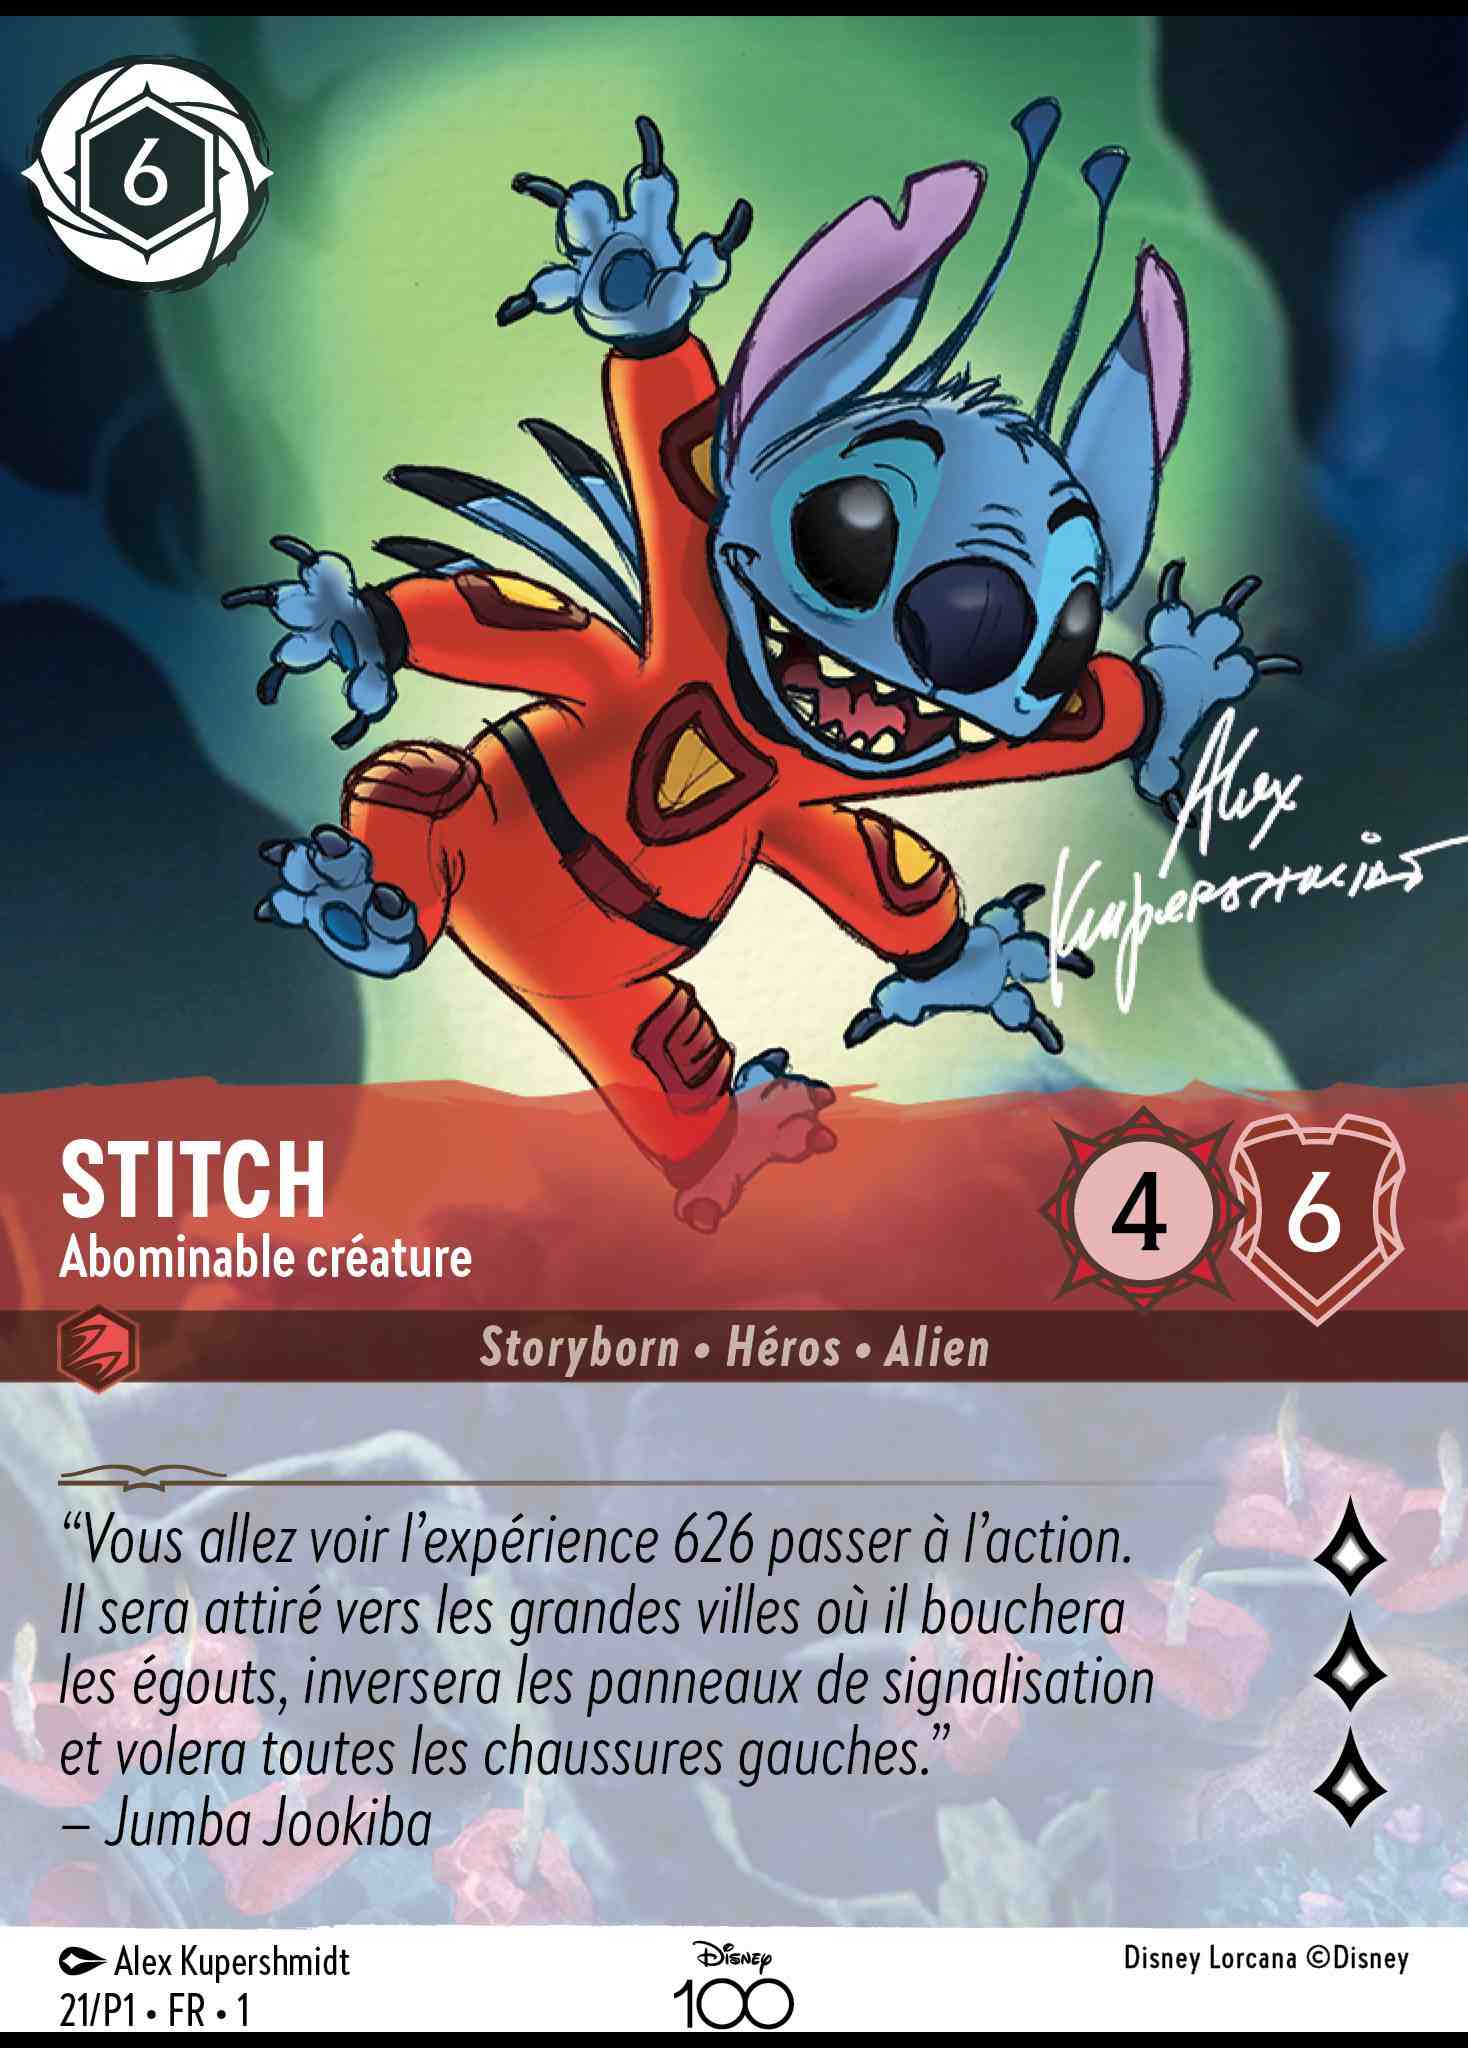 6
Alex
Kupershmidt
STITCH
Abominable créature
4
6
Storyborn • Héros • Alien
“Vous allez voir l’expérience 626 passer à l’action.
Il sera attiré vers les grandes villes où il bouchera
les égouts, inversera les panneaux de signalisation
et volera toutes les chaussures gauches.”
– Jumba Jookiba
Alex Kupershmidt
21/P1 • FR • 1
Disney
100
Disney Lorcana ©Disney